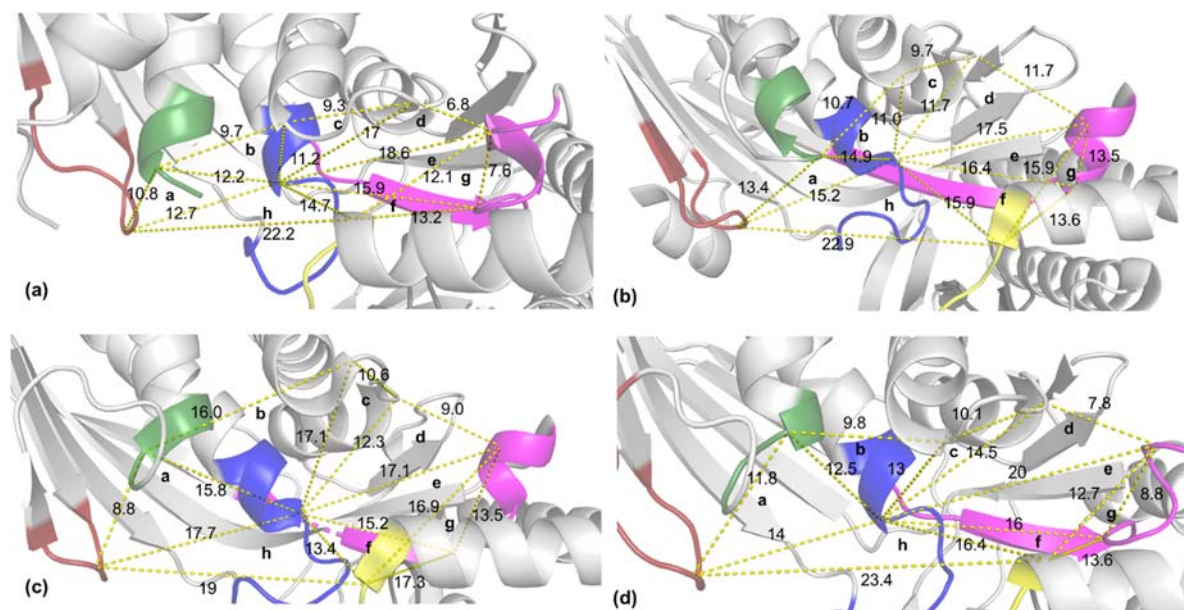 9.3
6.8
c
17
d
9.7
b
11.2
18.6
e
7.6
12.1
g
10.8
a
12.2
12.7
15.9
14.7
f
13.2
h
22.2
(a)
9.7
c
11.7
11.7
d
10.7
11.0
b
17.5
14.9
e
16.4
15.9
13.5
g
a
13.4
15.2
f
h
15.9
13.6
22.9
(b)
10.6
c
16.0
b
9.0
17.1
12.3
d
a
17.1
15.8
e
16.9
8.8
g
13.5
17.7
15.2
h
13.4
f
17.3
19
(c)
7.8
10.1
d
9.8
b
c
14.5
12.5
13
20
e
11.8
12.7
8.8
a
g
16
14
f
h
16.4
13.6
23.4
(d)